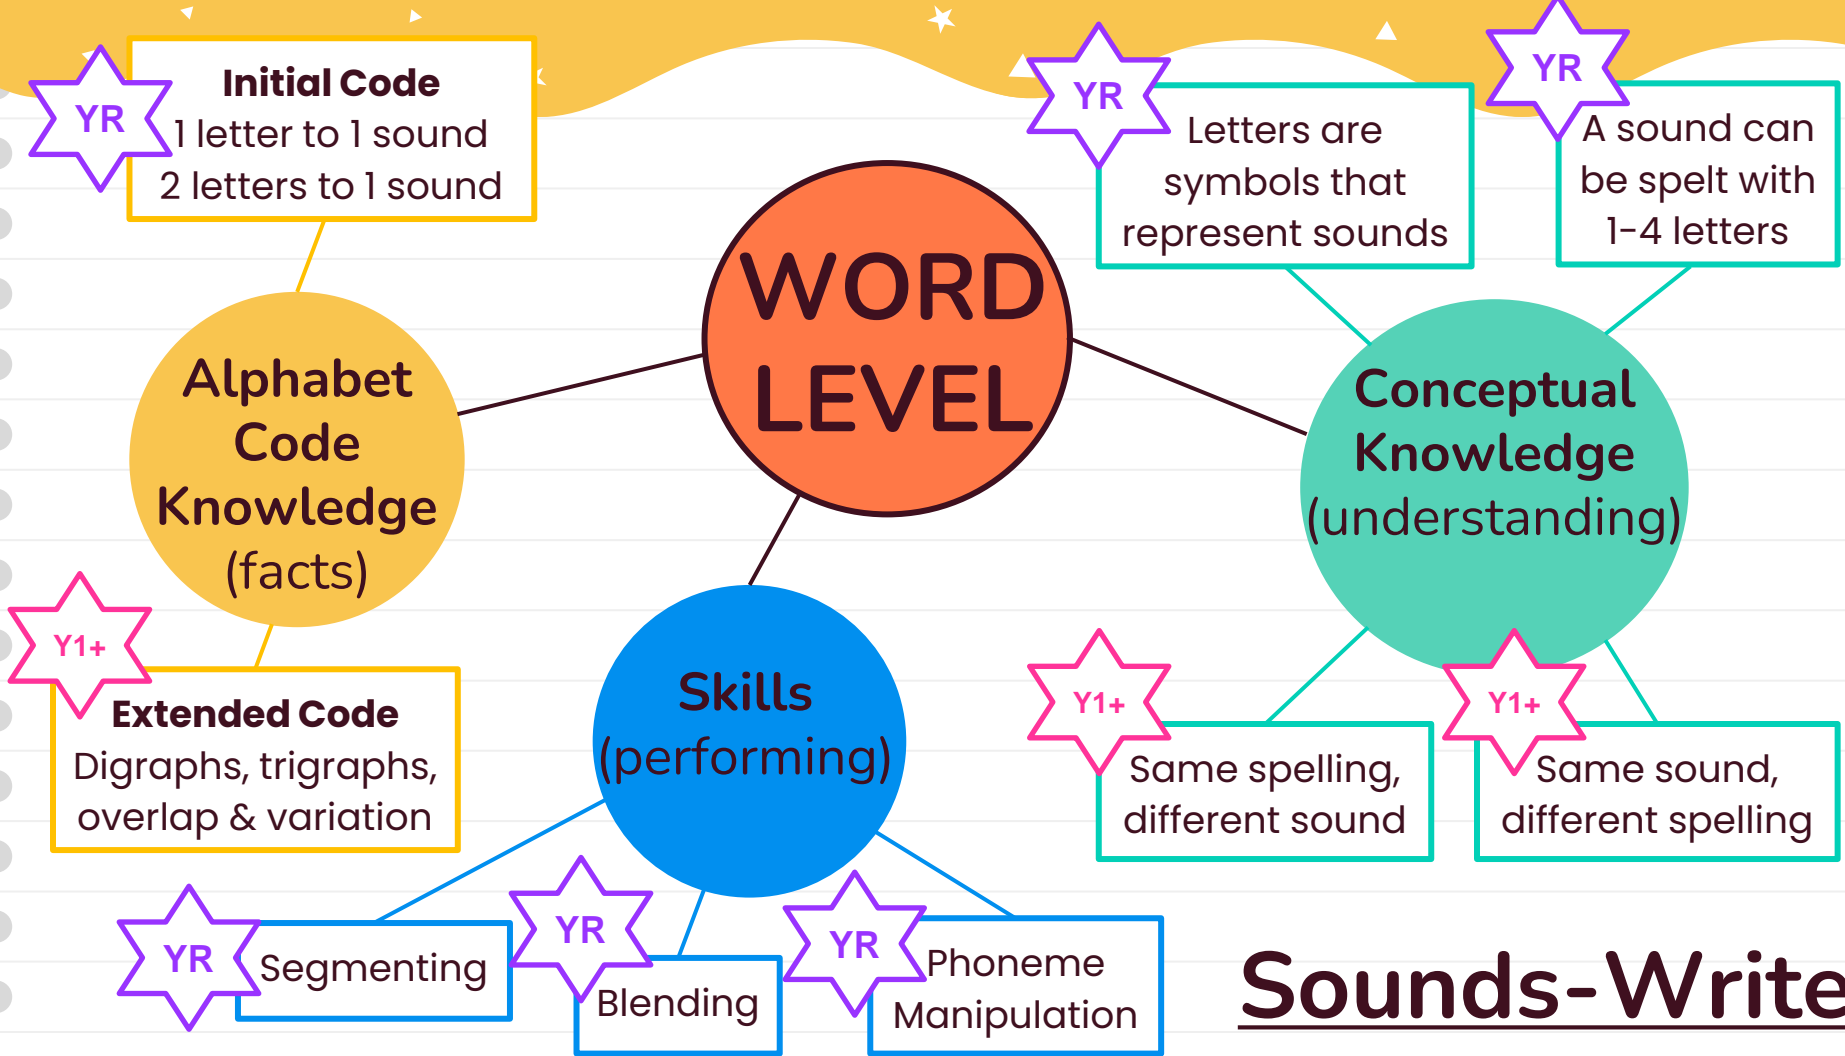 YR
Initial Code
1 letter to 1 sound
2 letters to 1 sound
YR
Letters are
symbols that
represent sounds
YR
A sound can
be spelt with
1-4 letters
WORD
LEVEL
Alphabet
Code
Knowledge
(facts)
Conceptual
Knowledge
(understanding)
Y1+
Extended Code
Digraphs, trigraphs,
overlap & variation
Skills
(performing)
Y1+
Same spelling,
different sound
Y1+
Same sound,
different spelling
YR
Segmenting
YR
Blending
YR
Phoneme
Manipulation
Sounds-Write